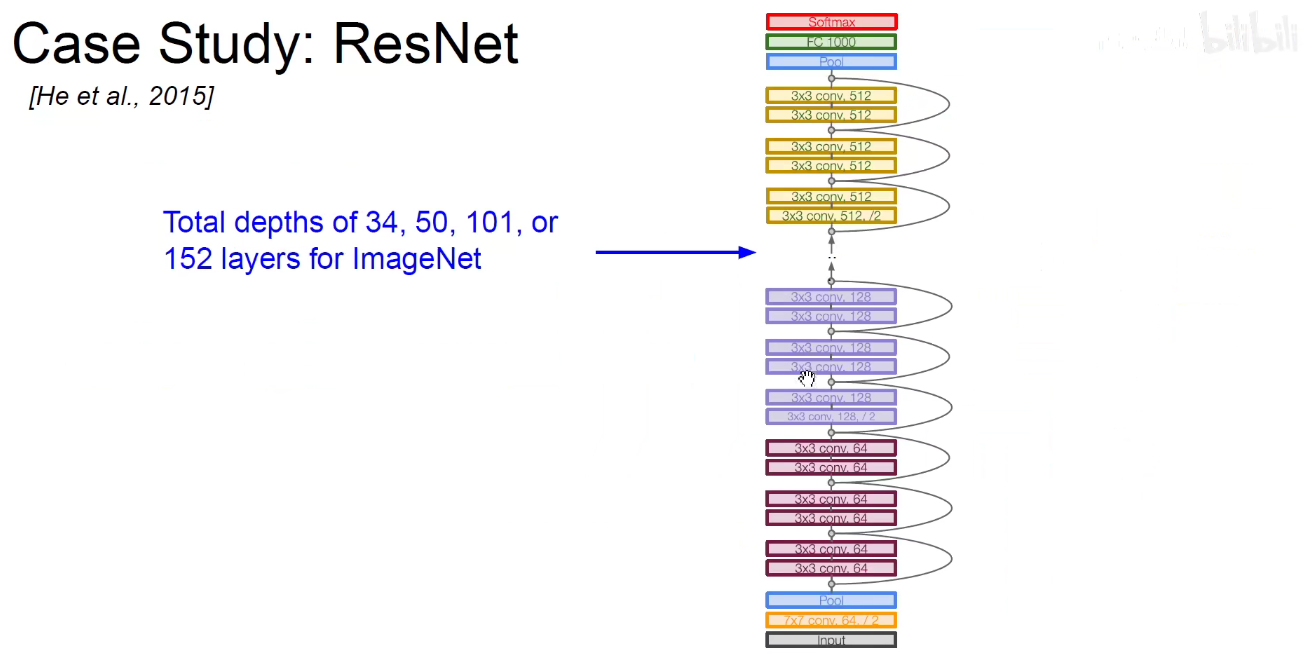 Case Study: ResNet
[He et al., 2015]
Total depths of 34, 50, 101, or
152 layers for ImageNet
Softmax
FC 1000
Pool
3x3 conv, 512
3x3 conv, 512
3x3 conv, 512
3x3 conv, 512
3x3 conv, 512
3x3 conv, 512, /2
..
3x3 conv, 128
3x3 conv, 128
3x3 conv, 128
3x3 conv, 128
3x3 conv, 128
3x3 conv, 128, / 2
3x3 conv, 64
3x3 conv, 64
3x3 conv, 64
3x3 conv, 64
3x3 conv, 64
3x3 conv, 64
Pool
7x7 conv, 64, / 2
Input
bilibili